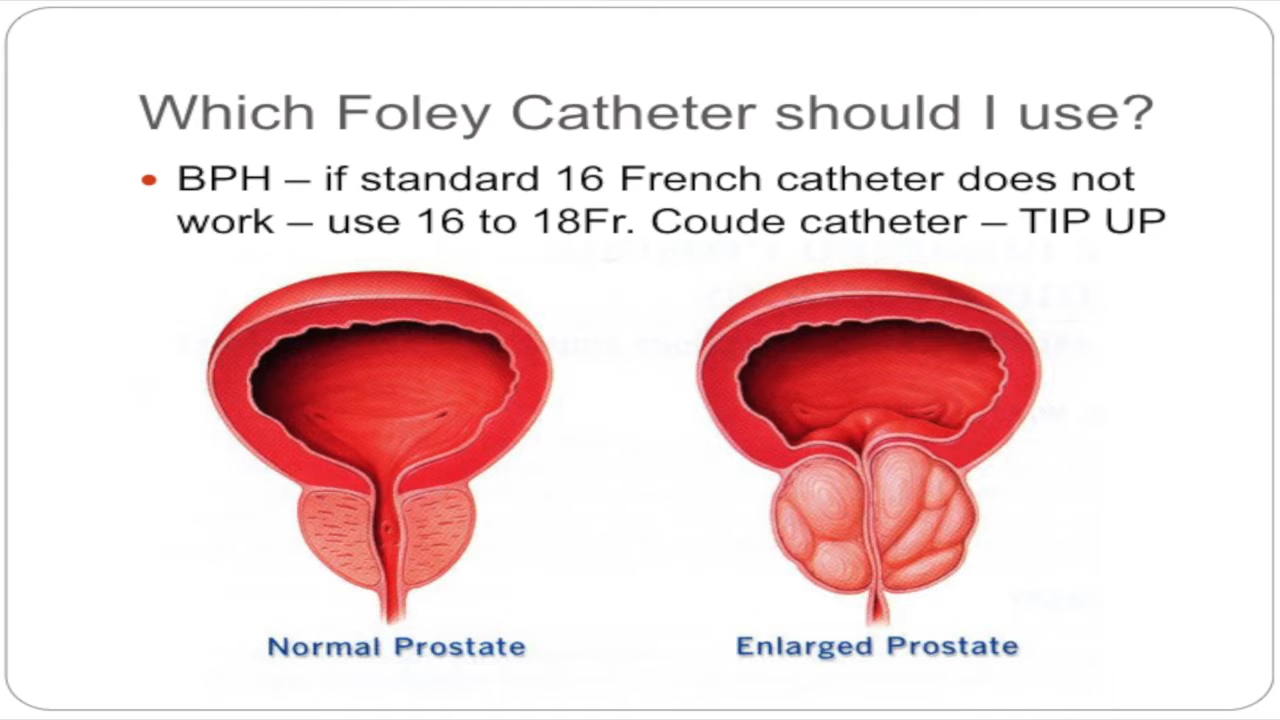 Which Foley Catheter should I use?
• BPH – if standard 16 French catheter does not
work – use 16 to 18Fr. Coude catheter – TIP UP
Normal Prostate
Enlarged Prostate